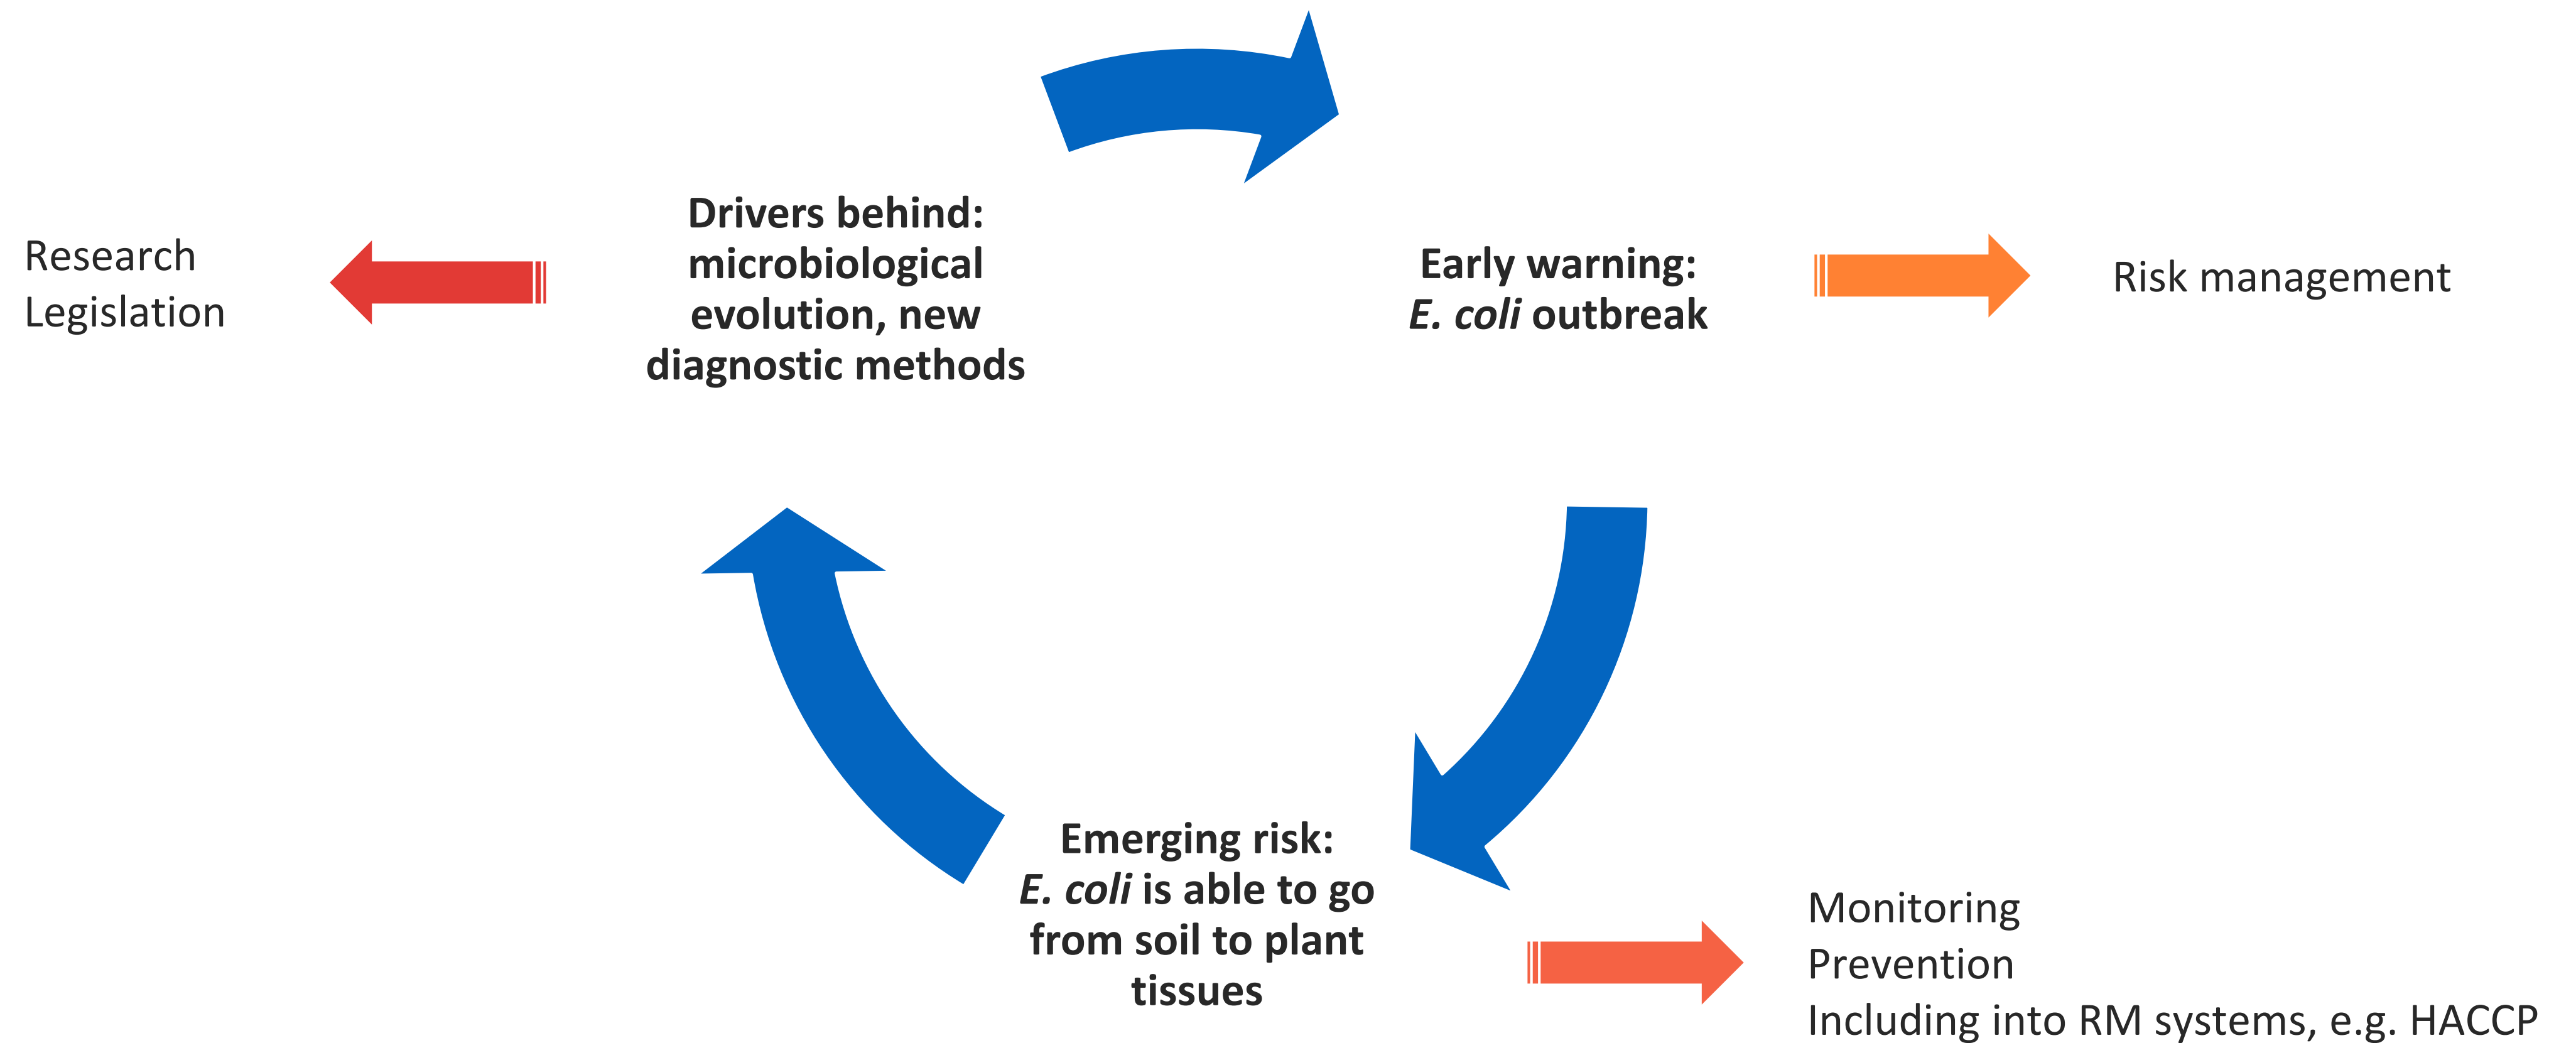 Research
Legislation
Drivers behind:
microbiological
evolution, new
diagnostic methods
Early warning:
E. coli outbreak
Risk management
Emerging risk:
E. coli is able to go
from soil to plant
tissues
Monitoring
Prevention
Including into RM systems, e.g. HACCP